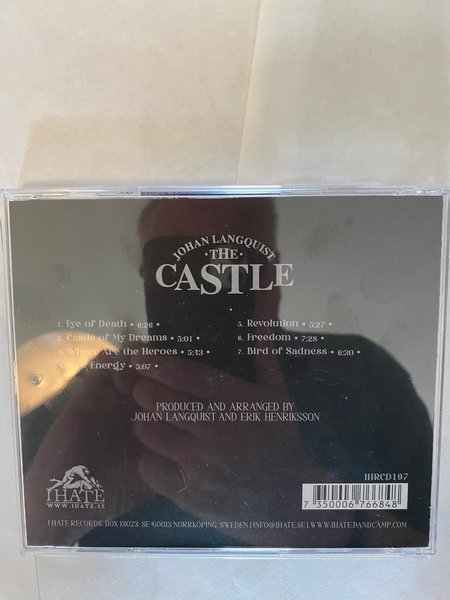 JOHAN LANGQUIST
• THE •
CASTLE
1. Eye of Death • 6:26
2. Castle of My Dreams • 5:01
3. Where Are the Heroes • 5:43
Energy • 5:07
5. Revolution • 5:27
6. Freedom • 7:28
7. Bird of Sadness • 6:30
PRODUCED AND ARRANGED BY
JOHAN LANGQUIST AND ERIK HENRIKSSON
I HATE
WWW.IHATE.SE
IHRCD197
7 350006 766848
I HATE RECORDS. BOX 13023, SE-60013 NORRKÖPING, SWEDEN | INFO@IHATE.SE | WWW.IHATE.BANDCAMP.COM